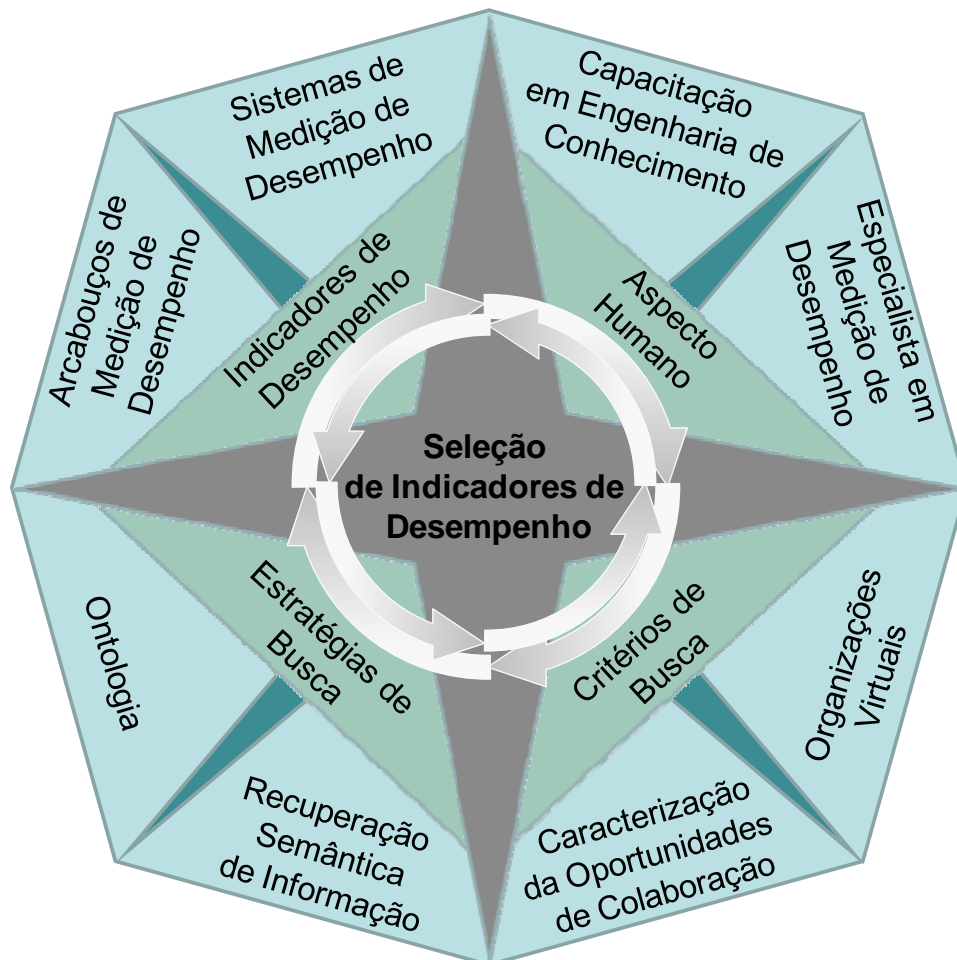 Sistemas de
Medição de
Desempenho
Capacitação
em Engenharia de
Conhecimento
Arcabouços de
Medição de
Desempenho
Indicadores de
Desempenho
Aspecto
Humano
Especialista em
Medição de
Desempenho
Seleção
de Indicadores de
Desempenho
Ontologia
Estratégias de
Busca
Critérios de
Busca
Organizações
Virtuais
Recuperação
Semântica
de Informação
Caracterização
da Oportunidades
de Colaboração